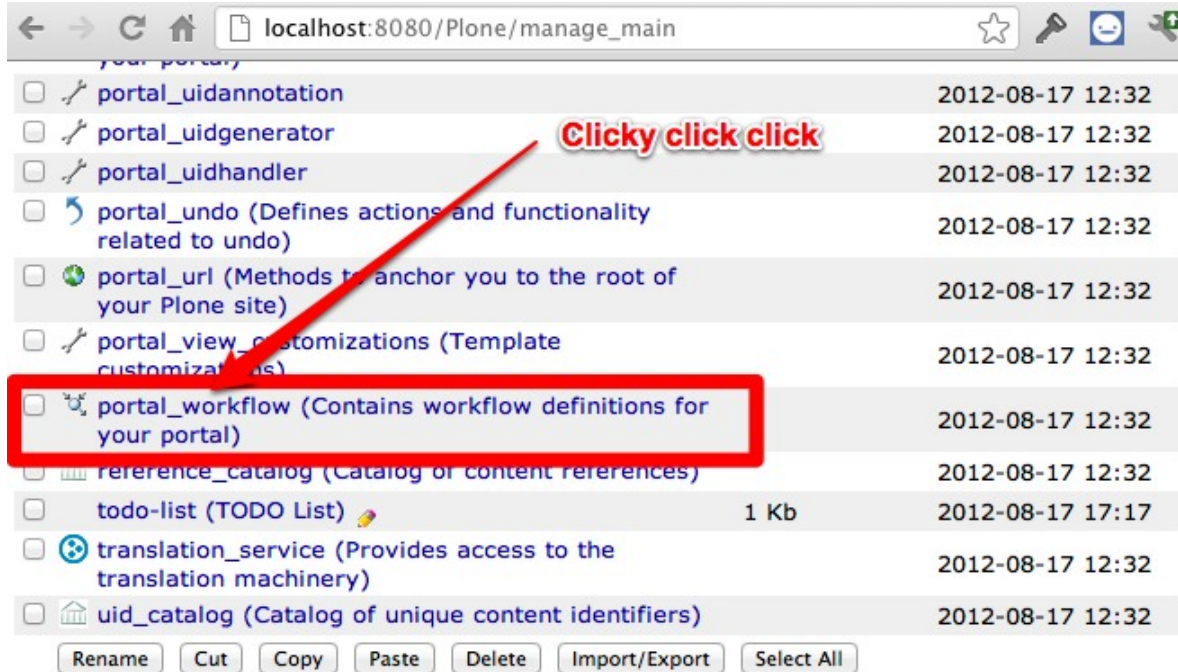 localhost:8080/Plone/manage_main
your portal)
portal_uidannotation 2012-08-17 12:32
portal_uidgenerator 2012-08-17 12:32
Clicky click click
portal_uidhandler 2012-08-17 12:32
portal_undo (Defines actions and functionality
related to undo) 2012-08-17 12:32
portal_url (Methods to anchor you to the root of
your Plone site) 2012-08-17 12:32
portal_view_customizations (Template
customizations) 2012-08-17 12:32
portal_workflow (Contains workflow definitions for
your portal) 2012-08-17 12:32
reference_catalog (Catalog of content references) 2012-08-17 12:32
todo-list (TODO List) 1 Kb 2012-08-17 17:17
translation_service (Provides access to the
translation machinery) 2012-08-17 12:32
uid_catalog (Catalog of unique content identifiers) 2012-08-17 12:32
Rename Cut Copy Paste Delete Import/Export Select All